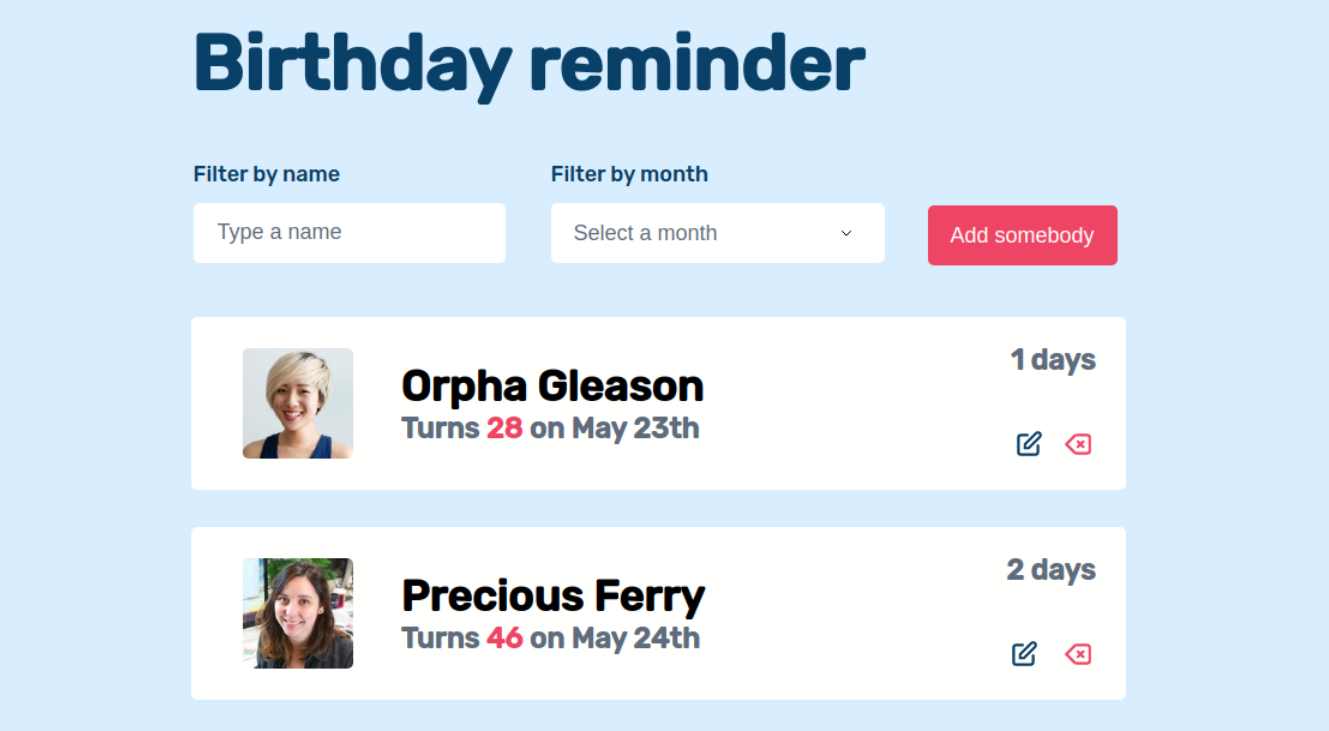 Birthday reminder
Filter by name
Filter by month
Type a name
Select a month
Add somebody
1 days
Orpha Gleason
Turns 28 on May 23th
2 days
Precious Ferry
Turns 46 on May 24th